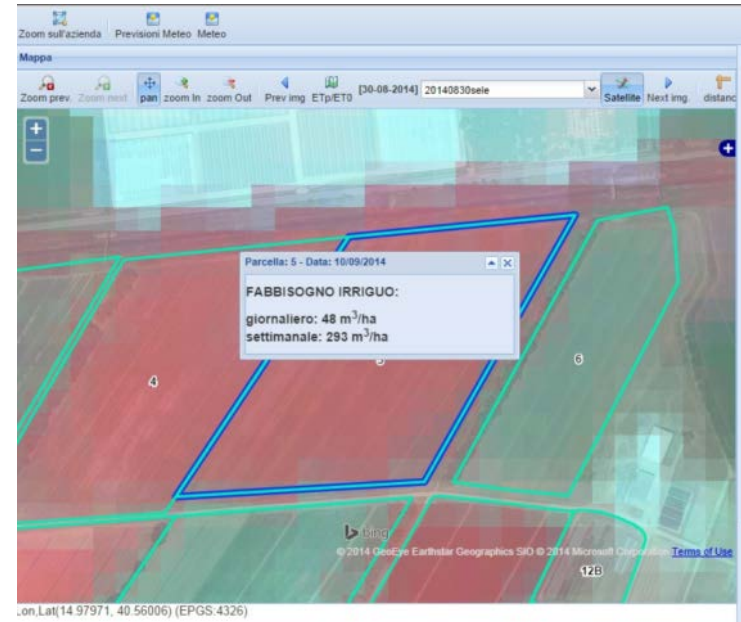 Zoom sull'azienda Previsioni Meteo Meteo
Mappa
Zoom prev. Zoom next pan zoom In zoom Out Prev img ETp/ET0 [30-08-2014] 20140830sele Satellite Next img. distanc
+
−
+
Parcella: 5 - Data: 10/09/2014
FABBISOGNO IRRIGUO:
giornaliero: 48 m³/ha
settimanale: 293 m³/ha
4
6
bing
© 2014 GeoEye Earthstar Geographics SIO © 2014 Microsoft Corporation Terms of Use
12B
Lon,Lat(14.97971, 40.56006) (EPGS:4326)